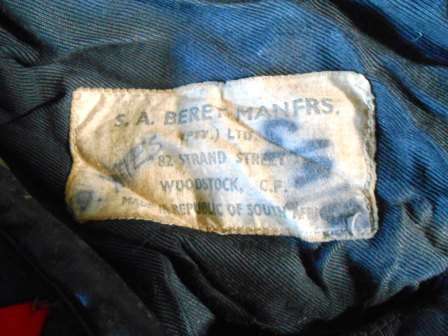 S. A. BERET MANFRS.
(PTY.) LTD.
82 STRAND STREET
WOODSTOCK, C.P.
MADE IN REPUBLIC OF SOUTH AFRICA